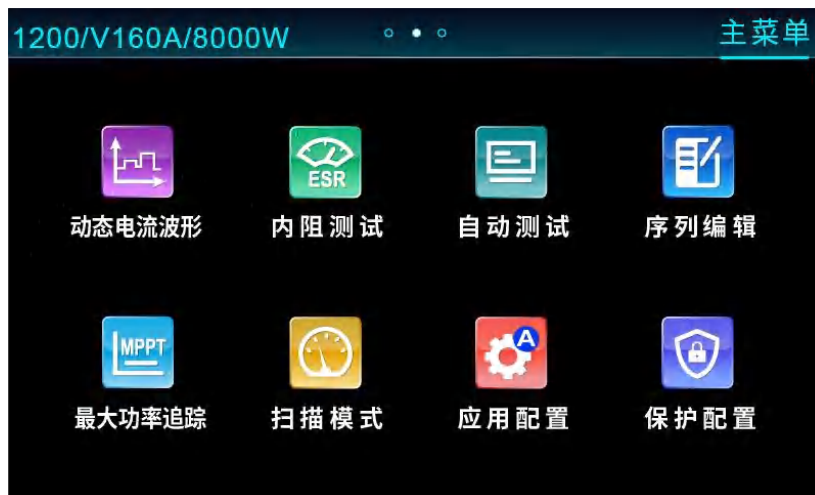 1200/V160A/8000W 主菜单
ESR
动态电流波形 内阻测试 自动测试 序列编辑
MPPT A
最大功率追踪 扫描模式 应用配置 保护配置